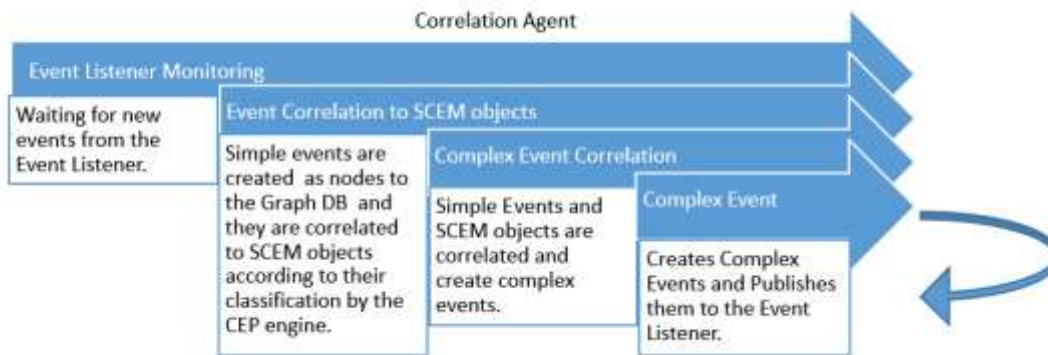 Correlation Agent
Event Listener Monitoring
Waiting for new
events from the
Event Listener.
Event Correlation to SCEM objects
Simple events are
created as nodes to
the Graph DB and
they are correlated
to SCEM objects
according to their
classification by the
CEP engine.
Complex Event Correlation
Simple Events and
SCEM objects are
correlated and
create complex
events.
Complex Event
Creates Complex
Events and Publishes
them to the Event
Listener.